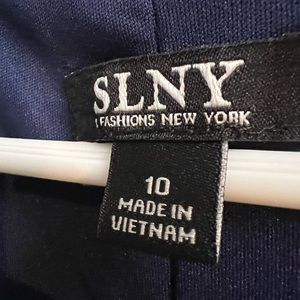 SLNY
FASHIONS NEW YORK
10
MADE IN
VIETNAM